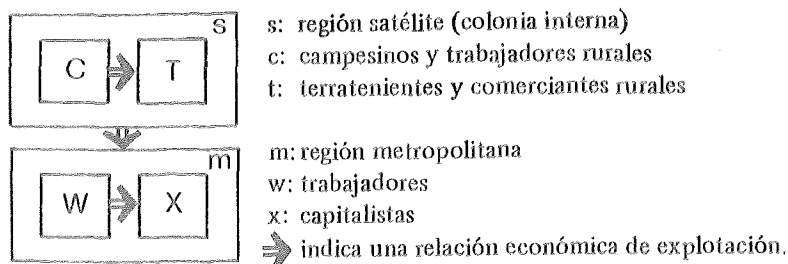 S
C T
m
W X
s: región satélite (colonia interna)
c: campesinos y trabajadores rurales
t: terratenientes y comerciantes rurales
m: región metropolitana
w: trabajadores
x: capitalistas
indica una relación económica de explotación.